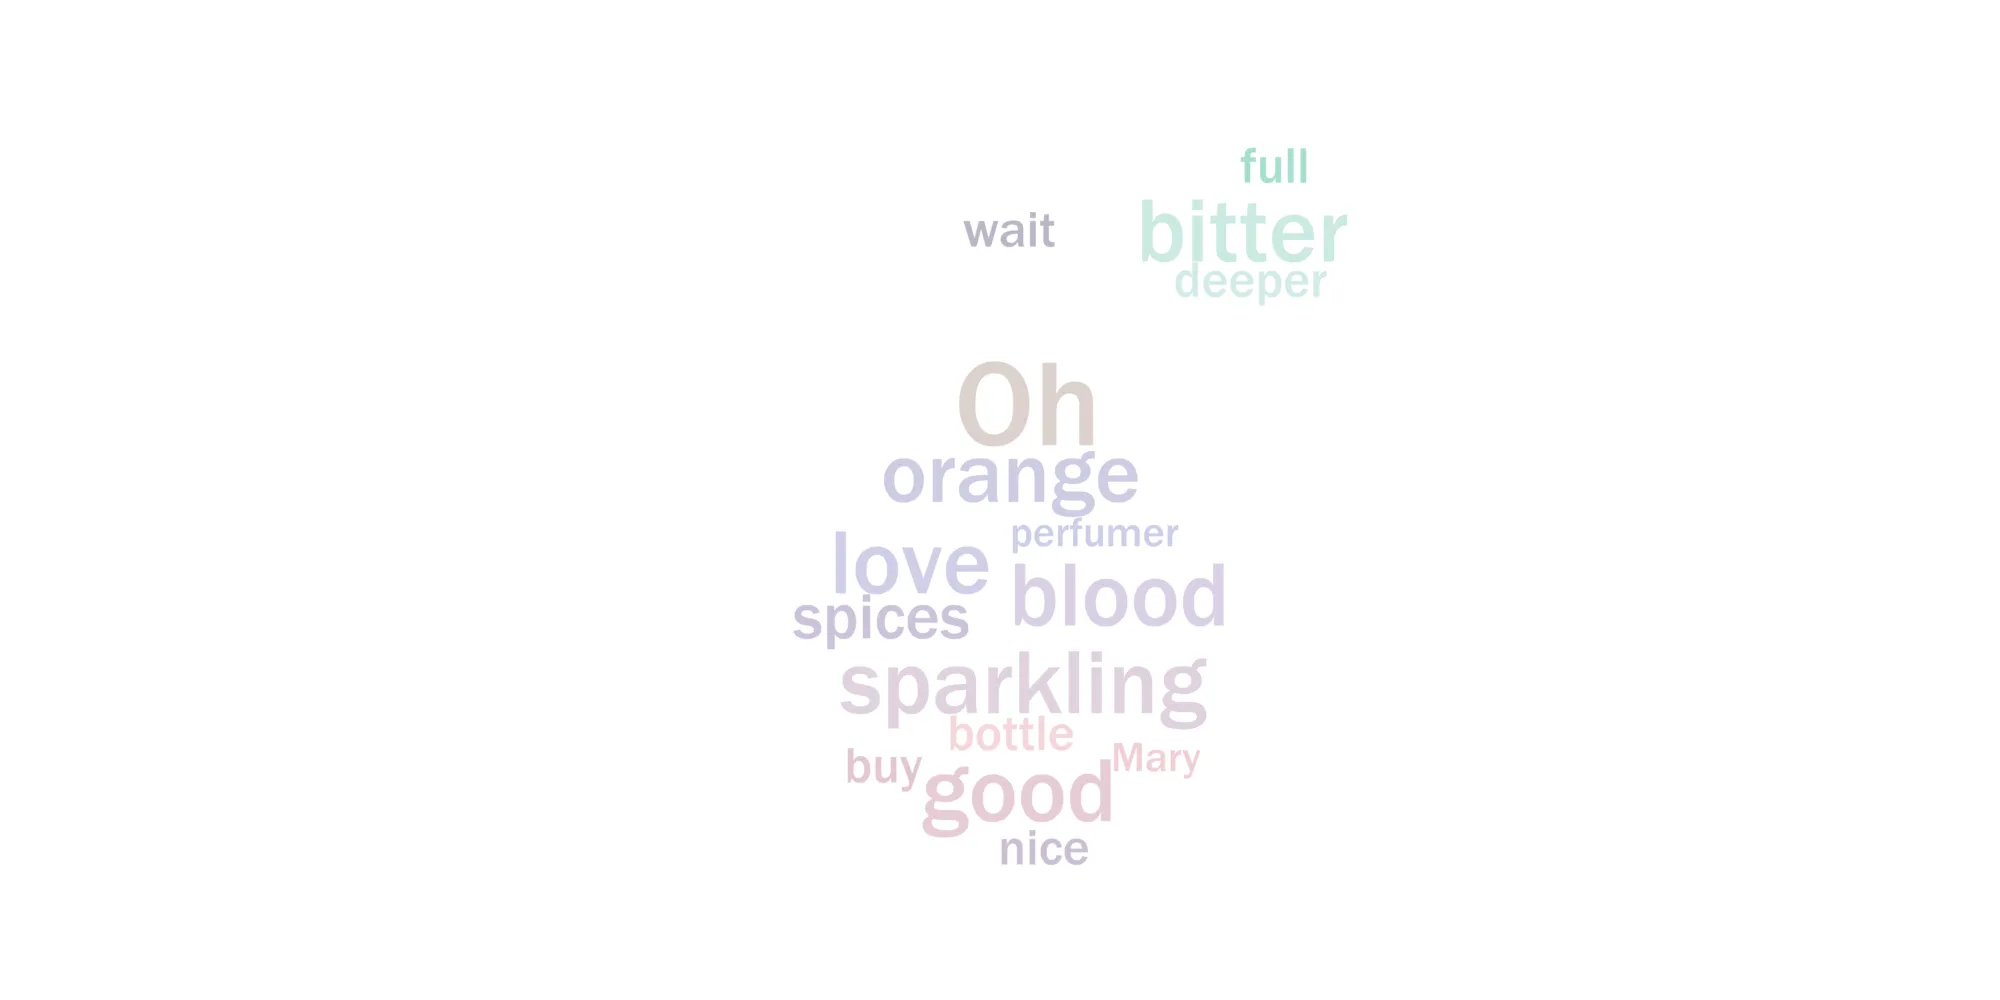 full
wait
bitter
deeper
Oh
orange
perfumer
love
blood
spices
sparkling
bottle
Mary
buy
good
nice